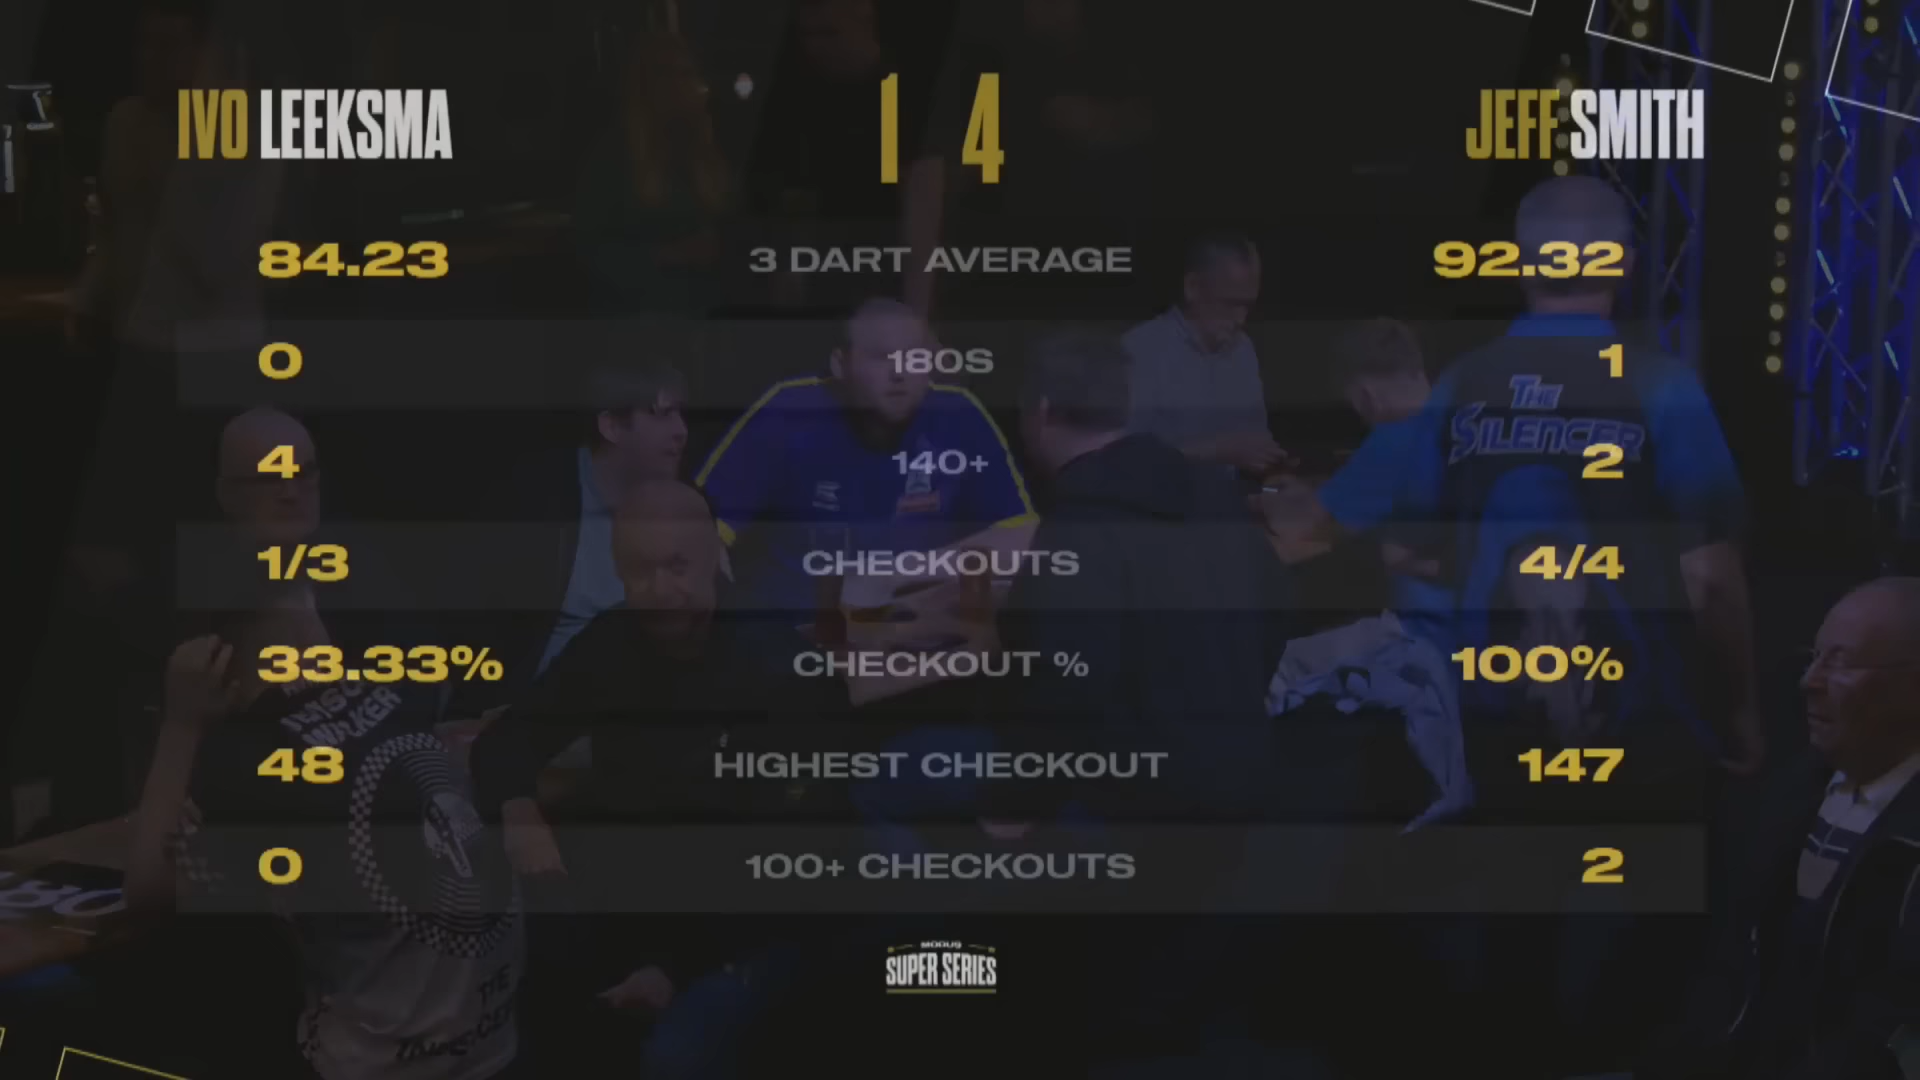 IVO LEEKSMA 1 4 JEFF SMITH
84.23 3 DART AVERAGE 92.32
0 180S 1
4 140+ 2
1/3 CHECKOUTS 4/4
33.33% CHECKOUT % 100%
48 HIGHEST CHECKOUT 147
0 100+ CHECKOUTS 2
THE
SILENCER
WALKER
MODUS
SUPER SERIES